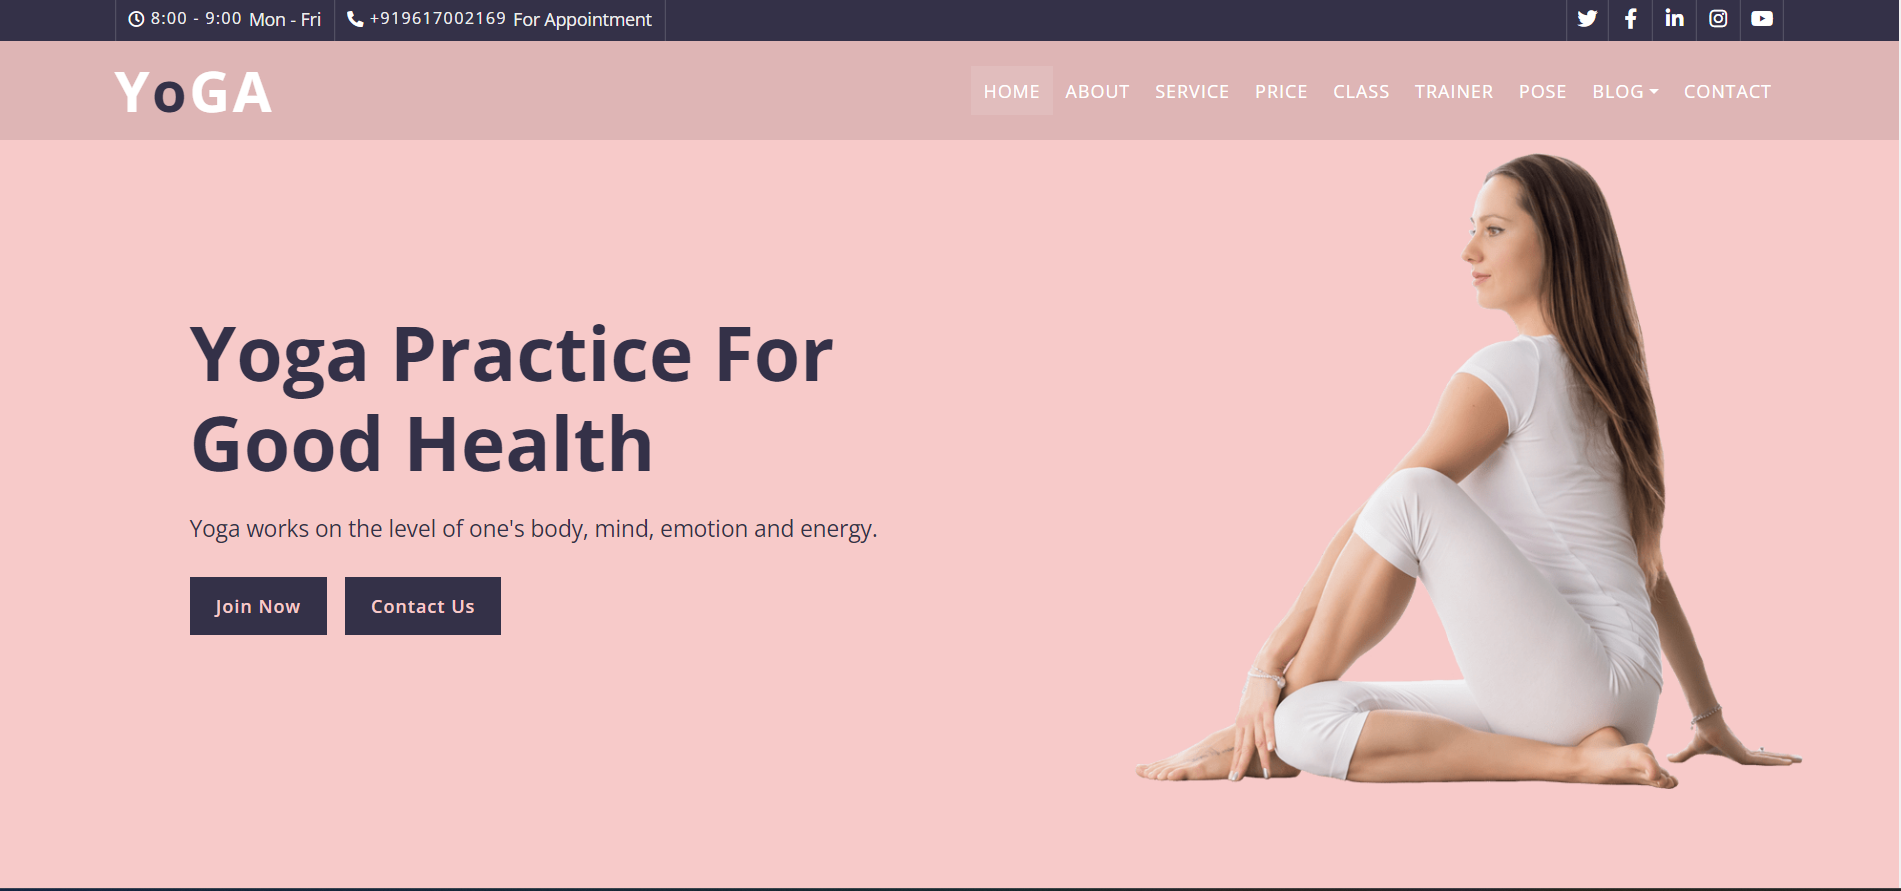 8:00 - 9:00 Mon - Fri
+919617002169 For Appointment
YoGA
HOME ABOUT SERVICE PRICE CLASS TRAINER POSE BLOG CONTACT
Yoga Practice For
Good Health
Yoga works on the level of one's body, mind, emotion and energy.
Join Now
Contact Us